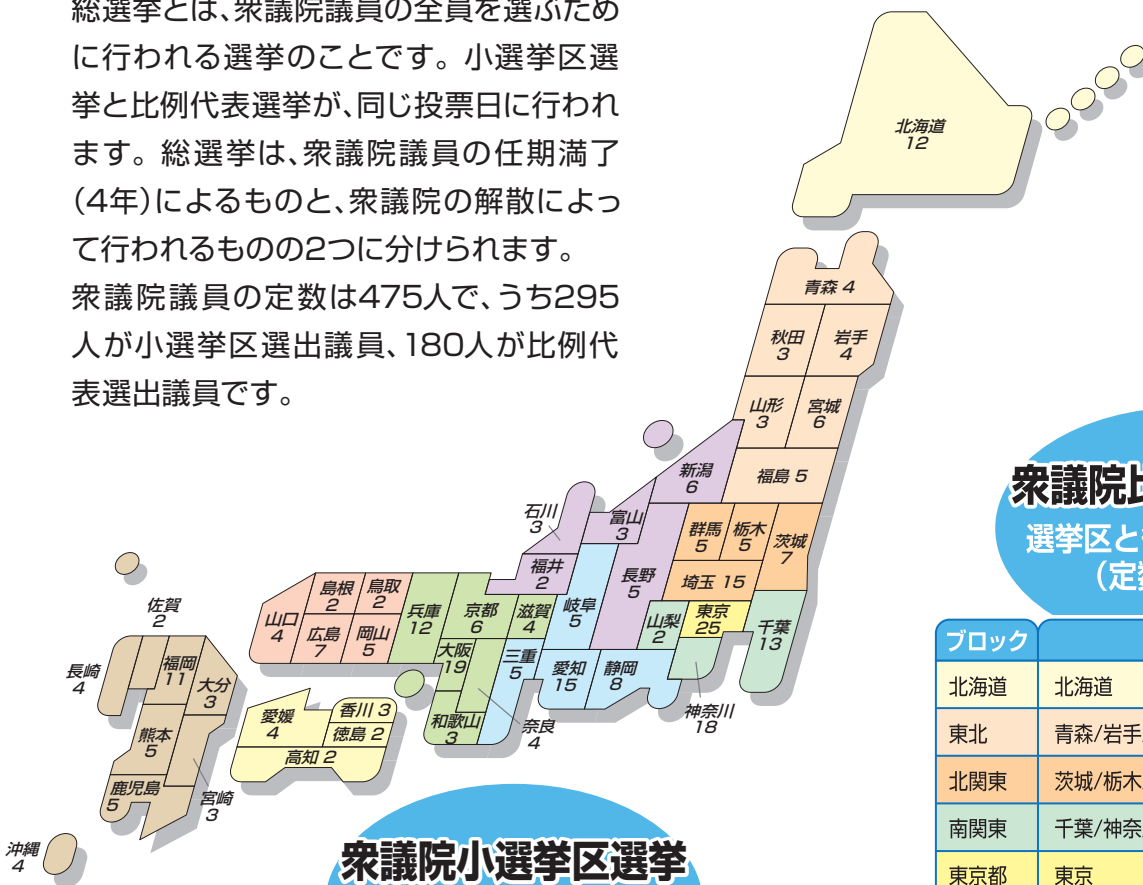 総選挙とは、衆議院議員の全員を選ぶため
に行われる選挙のことです。小選挙区選
挙と比例代表選挙が、同じ投票日に行われ
ます。総選挙は、衆議院議員の任期満了
（4年）によるものと、衆議院の解散によっ
て行われるものの2つに分けられます。
衆議院議員の定数は475人で、うち295
人が小選挙区選出議員、180人が比例代
表選出議員です。
北海道
12
青森 4
秋田
3
岩手
4
山形
3
宮城
6
新潟
6
福島 5
石川
3
富山
3
群馬
5
栃木
5
茨城
7
福井
2
長野
5
埼玉 15
島根
2
鳥取
2
兵庫
12
京都
6
滋賀
4
岐阜
5
山梨
2
東京
25
千葉
13
山口
4
広島
7
岡山
5
大阪
19
三重
5
愛知
15
静岡
8
神奈川
18
佐賀
2
長崎
4
福岡
11
大分
3
愛媛
4
香川 3
徳島 2
高知 2
和歌山
3
奈良
4
熊本
5
鹿児島
5
宮崎
3
沖縄
4
衆議院小選挙区選挙
衆議院比
選挙区と
（定数
ブロック
北海道 北海道
東北 青森/岩手
北関東 茨城/栃木
南関東 千葉/神奈
東京都 東京